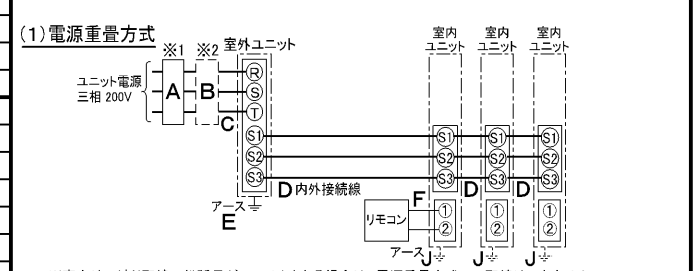 (1)電源重畳方式
※1
※2
室外ユニット
室内
ユニット
室内
ユニット
室内
ユニット
ユニット電源
三相 200V
A
B
C
R
S
T
S1
S2
S3
S1
S2
S3
S1
S2
S3
S1
S2
S3
D 内外接続線
D
D
アース
E
リモコン
F
①
②
①
②
①
②
アース J
J
J